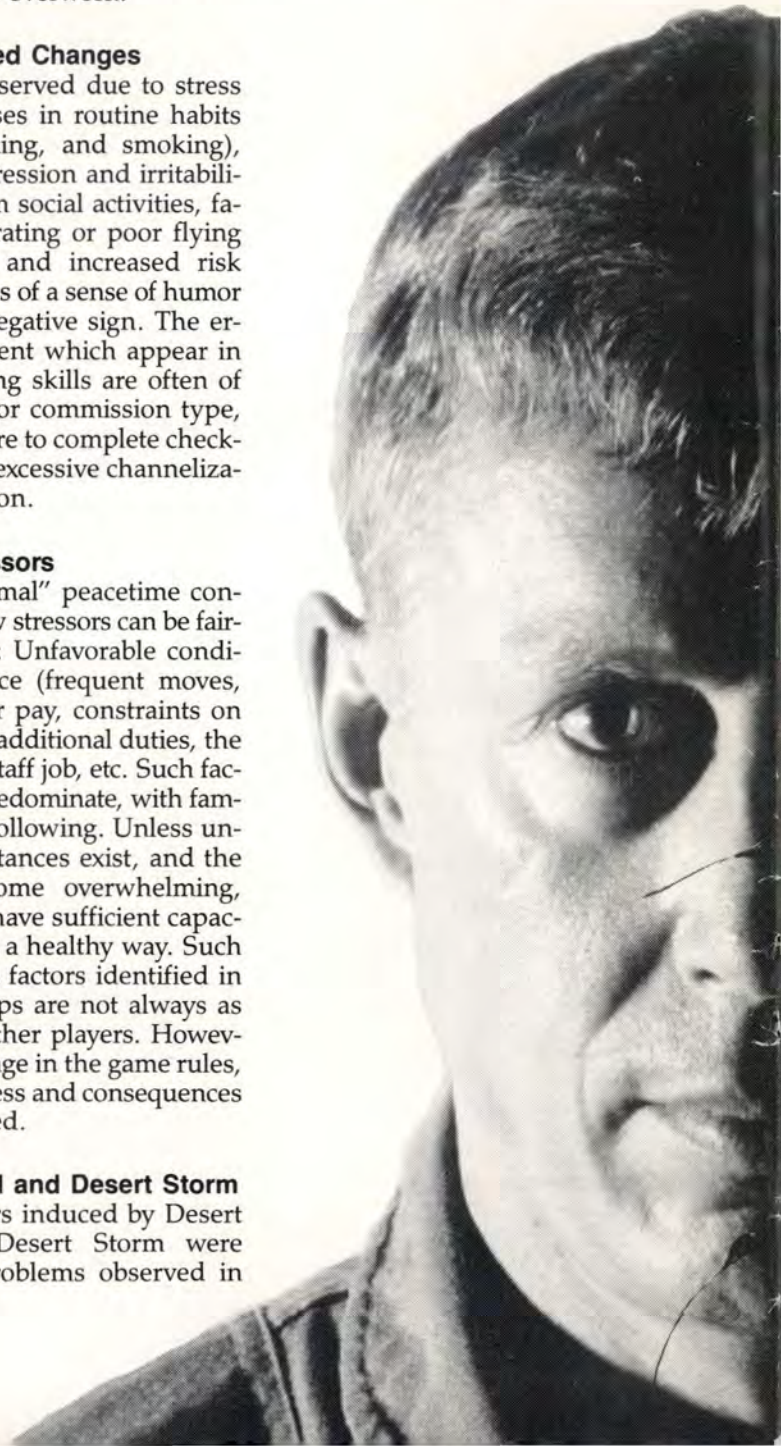 ed Changes
served due to stress
ses in routine habits
ing, and smoking),
ression and irritabili-
n social activities, fa-
rating or poor flying
and increased risk
s of a sense of humor
egative sign. The er-
ent which appear in
ng skills are often of
or commission type,
re to complete check-
excessive channeliza-
on.
ssors
mal" peacetime con-
y stressors can be fair-
Unfavorable condi-
ce (frequent moves,
r pay, constraints on
additional duties, the
taff job, etc. Such fac-
edominate, with fam-
ollowing. Unless un-
tances exist, and the
ome overwhelming,
have sufficient capac-
a healthy way. Such
factors identified in
ps are not always as
ther players. Howev-
ge in the game rules,
ess and consequences
ed.
l and Desert Storm
rs induced by Desert
Desert Storm were
roblems observed in